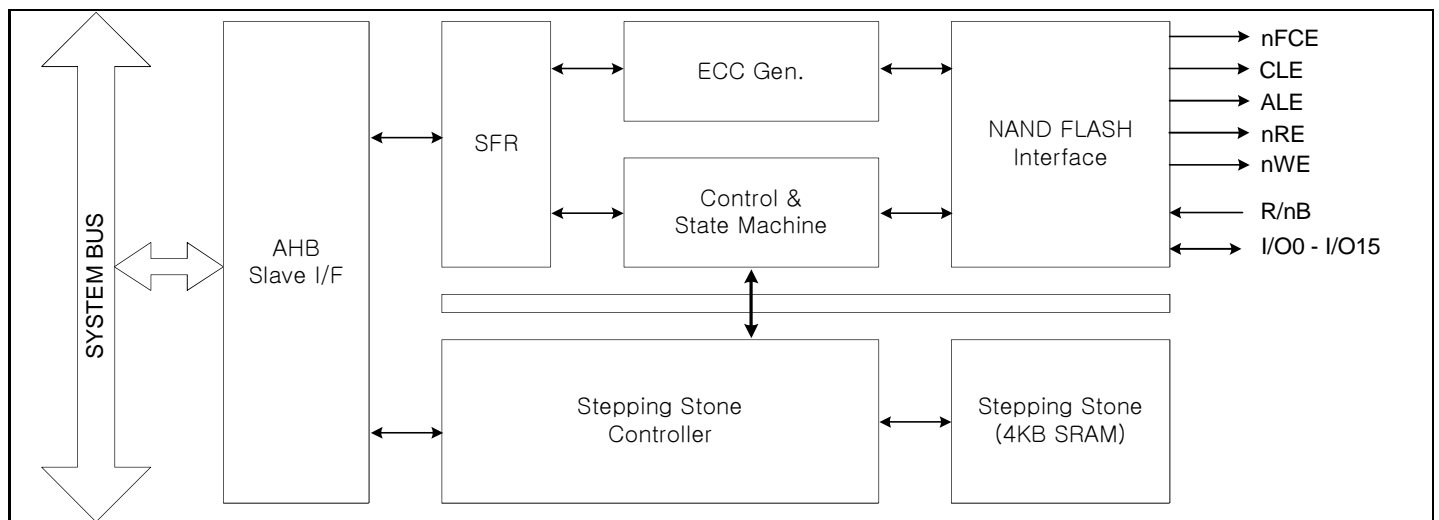 SYSTEM BUS
AHB
Slave I/F
SFR
ECC Gen.
Control &
State Machine
NAND FLASH
Interface
nFCE
CLE
ALE
nRE
nWE
R/nB
I/O0 - I/O15
Stepping Stone
Controller
Stepping Stone
(4KB SRAM)